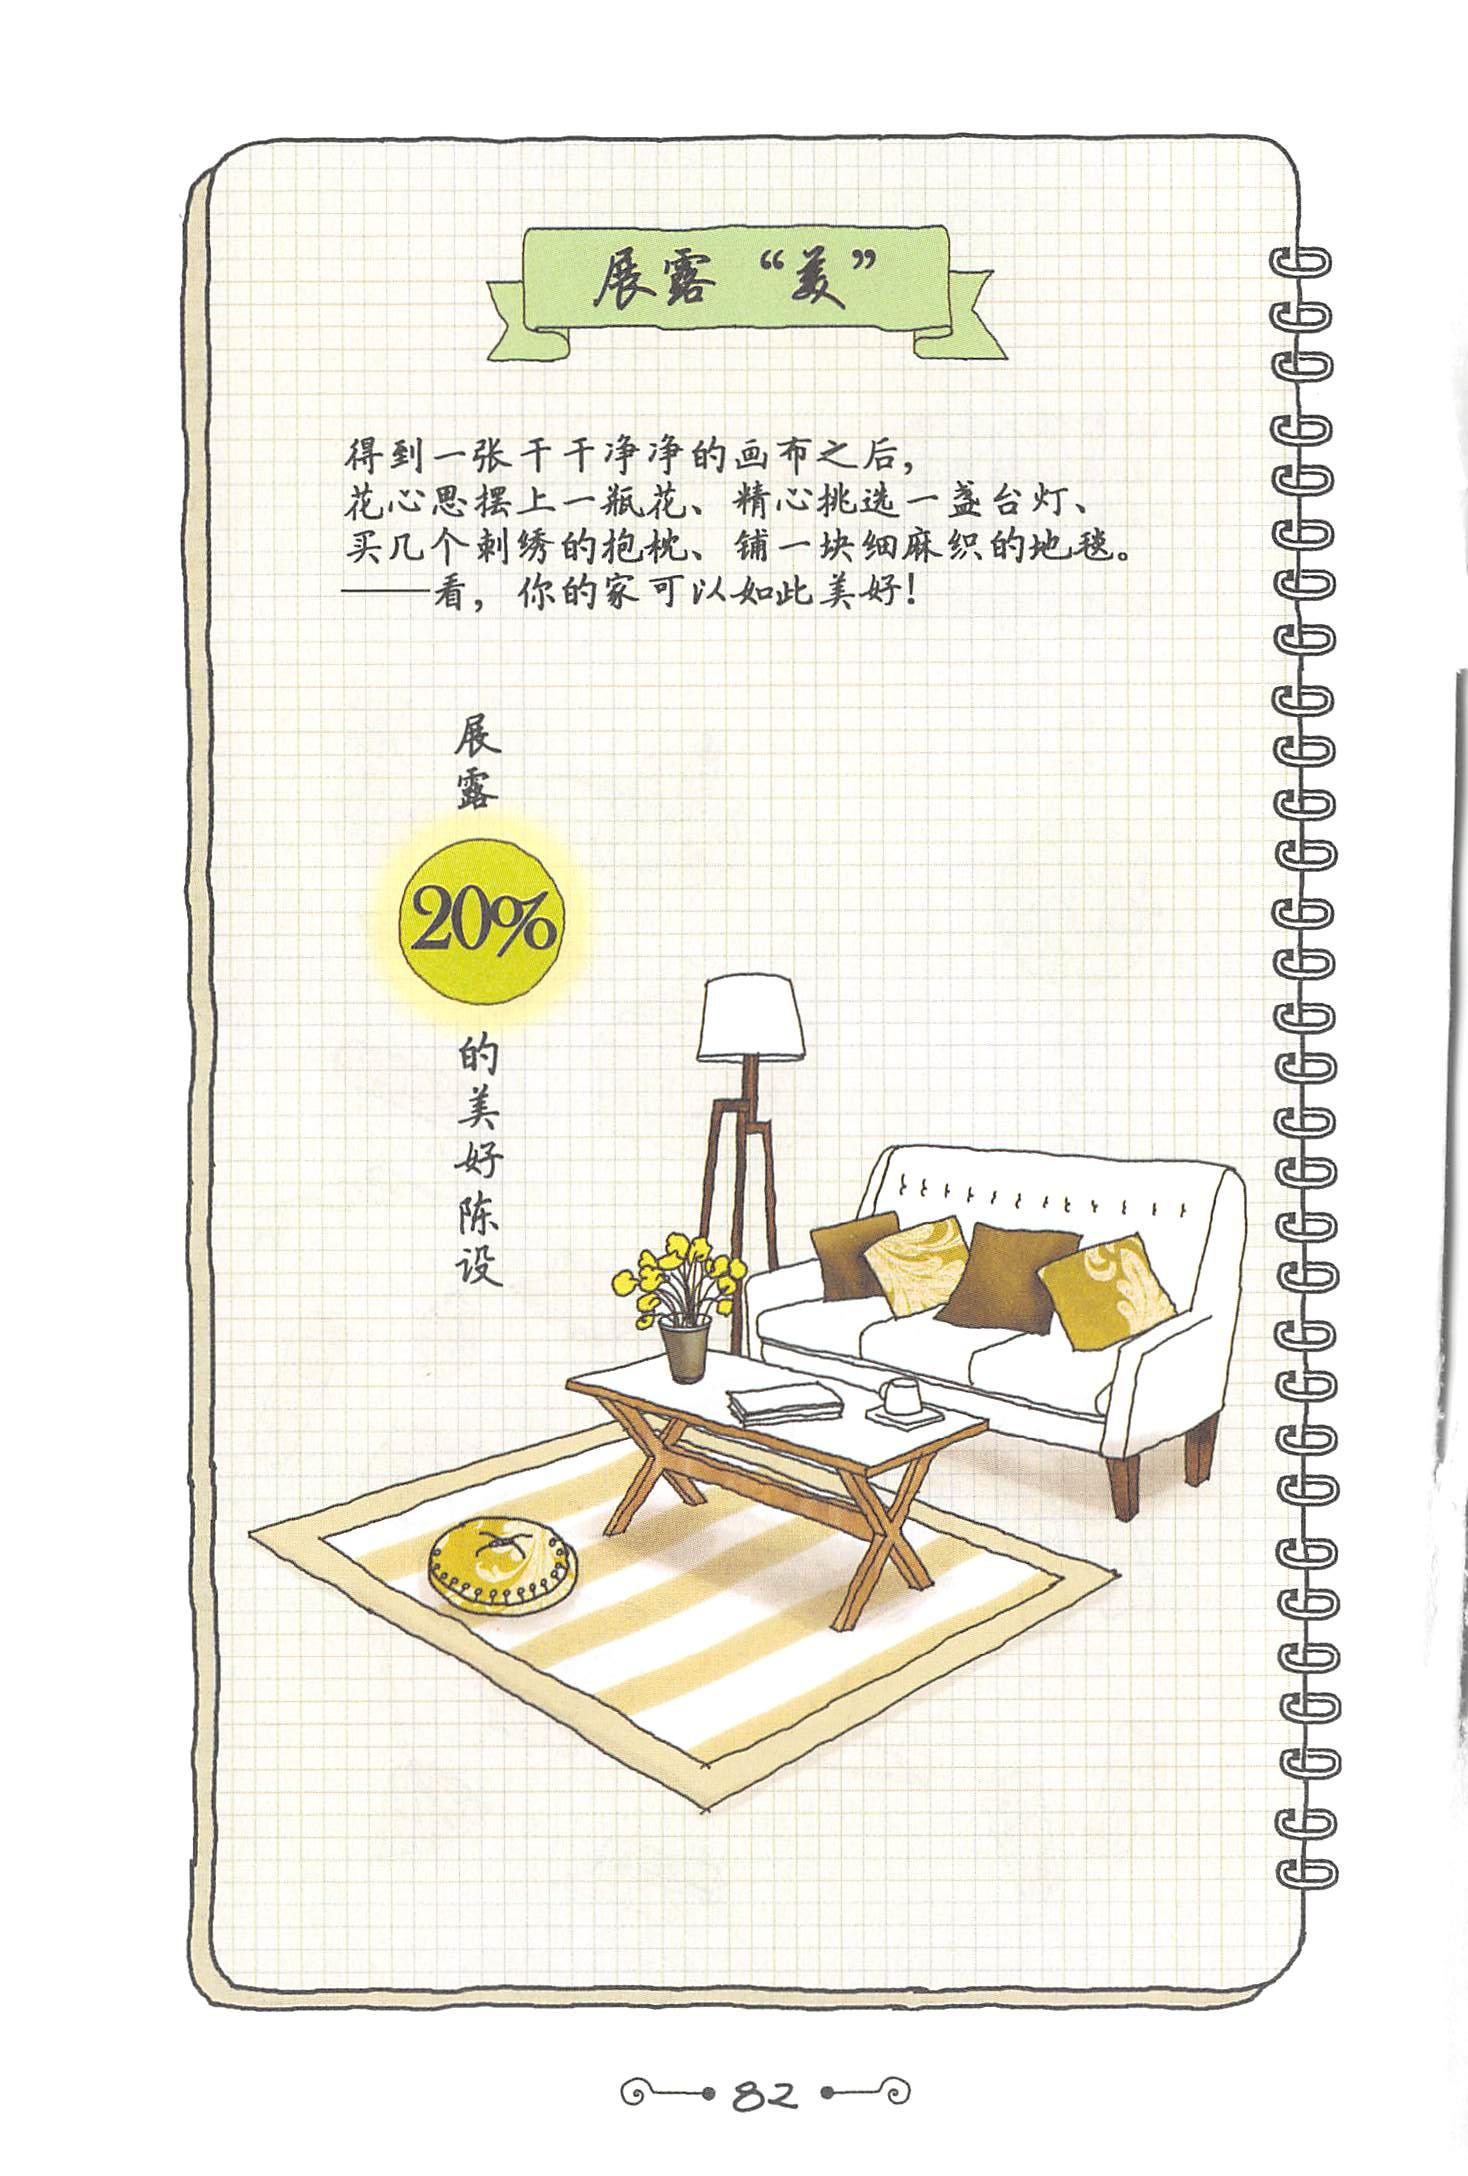 展露“美”
得到一张干干净净的画布之后，
花心思摆上一瓶花、精心挑选一盏台灯、
买几个刺绣的抱枕、铺一块细麻织的地毯。
——看，你的家可以如此美好！
展露
20%
的美好陈设
82